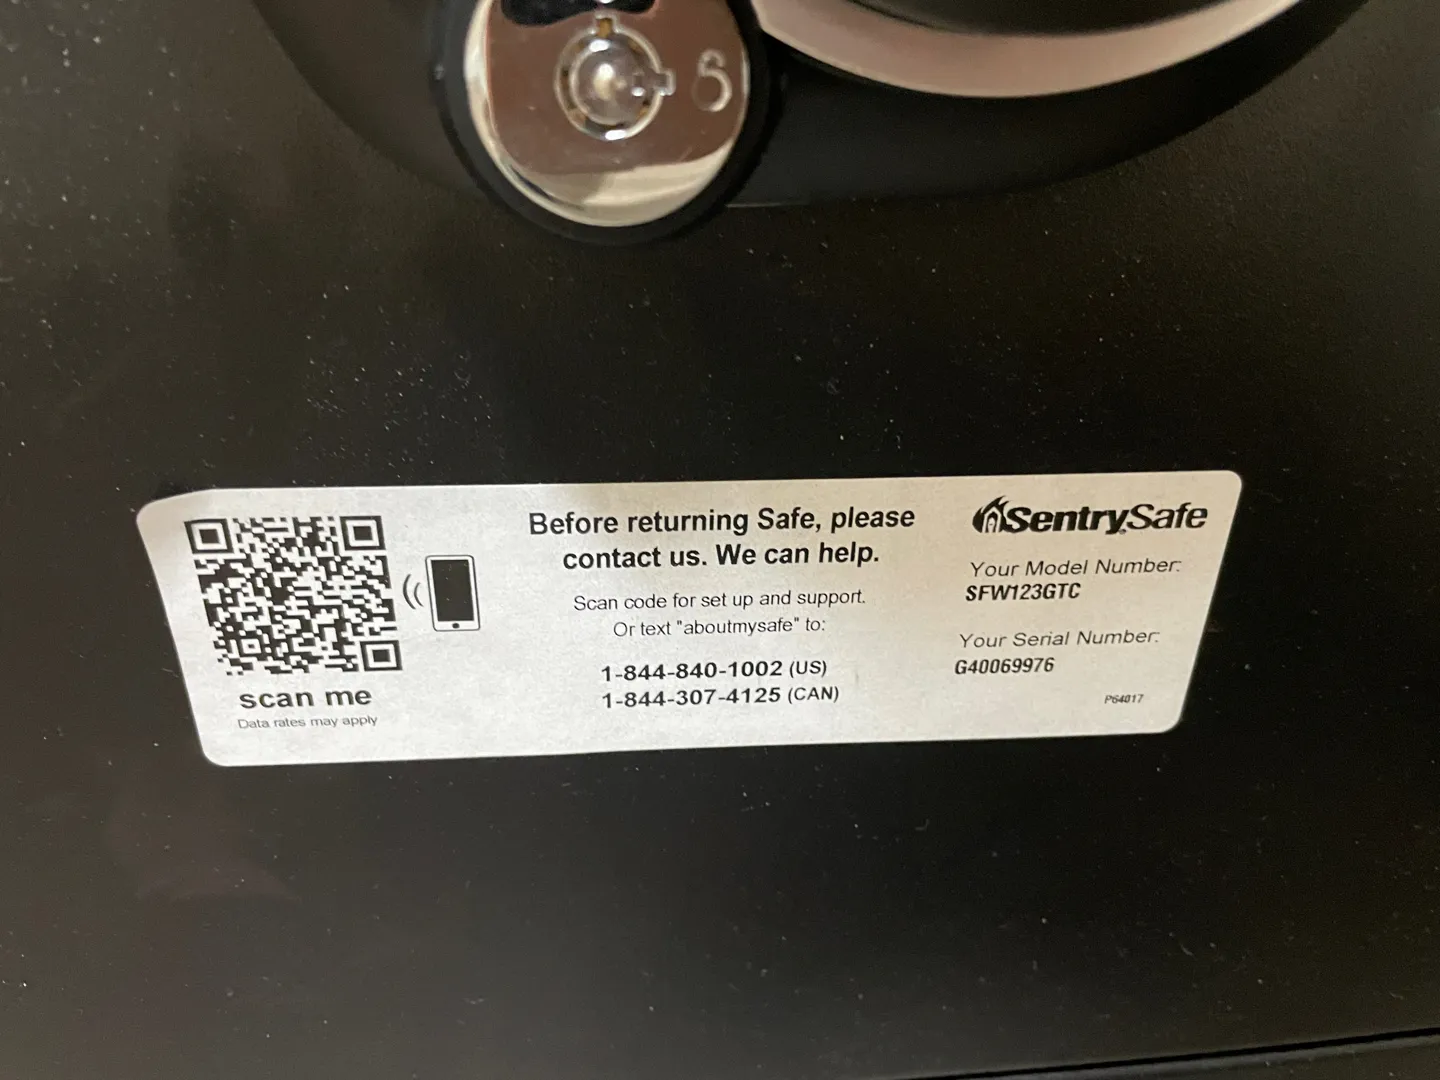 6
Before returning Safe, please
contact us. We can help.
Scan code for set up and support.
Or text "aboutmysafe" to:
1-844-840-1002 (US)
1-844-307-4125 (CAN)
scan me
Data rates may apply
SentrySafe
Your Model Number:
SFW123GTC
Your Serial Number:
G40069976
P64017